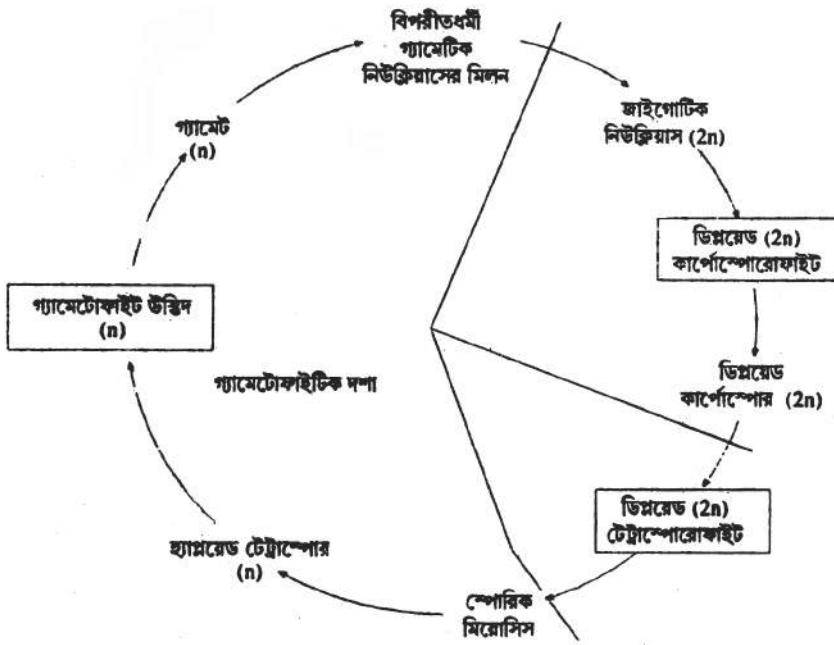 বিপরীতধর্মী
গ্যামেটিক
নিউক্লিয়াসের মিলন
জাইগোটিক
নিউক্লিয়াস (2n)
ডিপ্লয়েড (2n)
কার্পোস্পোরোফাইট
ডিপ্লয়েড
কার্পোস্পোর (2n)
ডিপ্লয়েড (2n)
টেট্রাস্পোরোফাইট
স্পোরিক
মিয়োসিস
হ্যাপ্লয়েড টেট্রাস্পোর
(n)
গ্যামেটোফাইট উদ্ভিদ
(n)
গ্যামেট
(n)
গ্যামেটোফাইটিক দশা